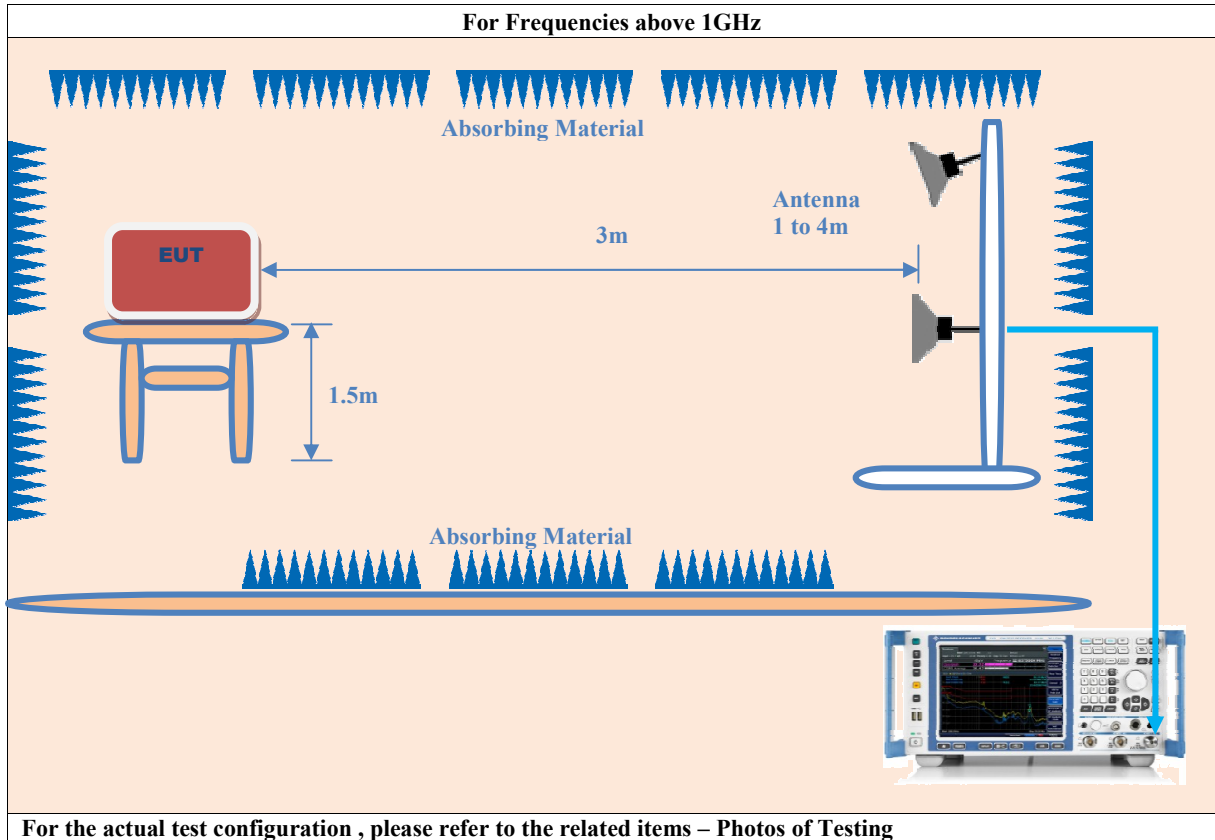 For Frequencies above 1GHz
Absorbing Material
Antenna
1 to 4m
3m
EUT
1.5m
Absorbing Material
For the actual test configuration , please refer to the related items – Photos of Testing